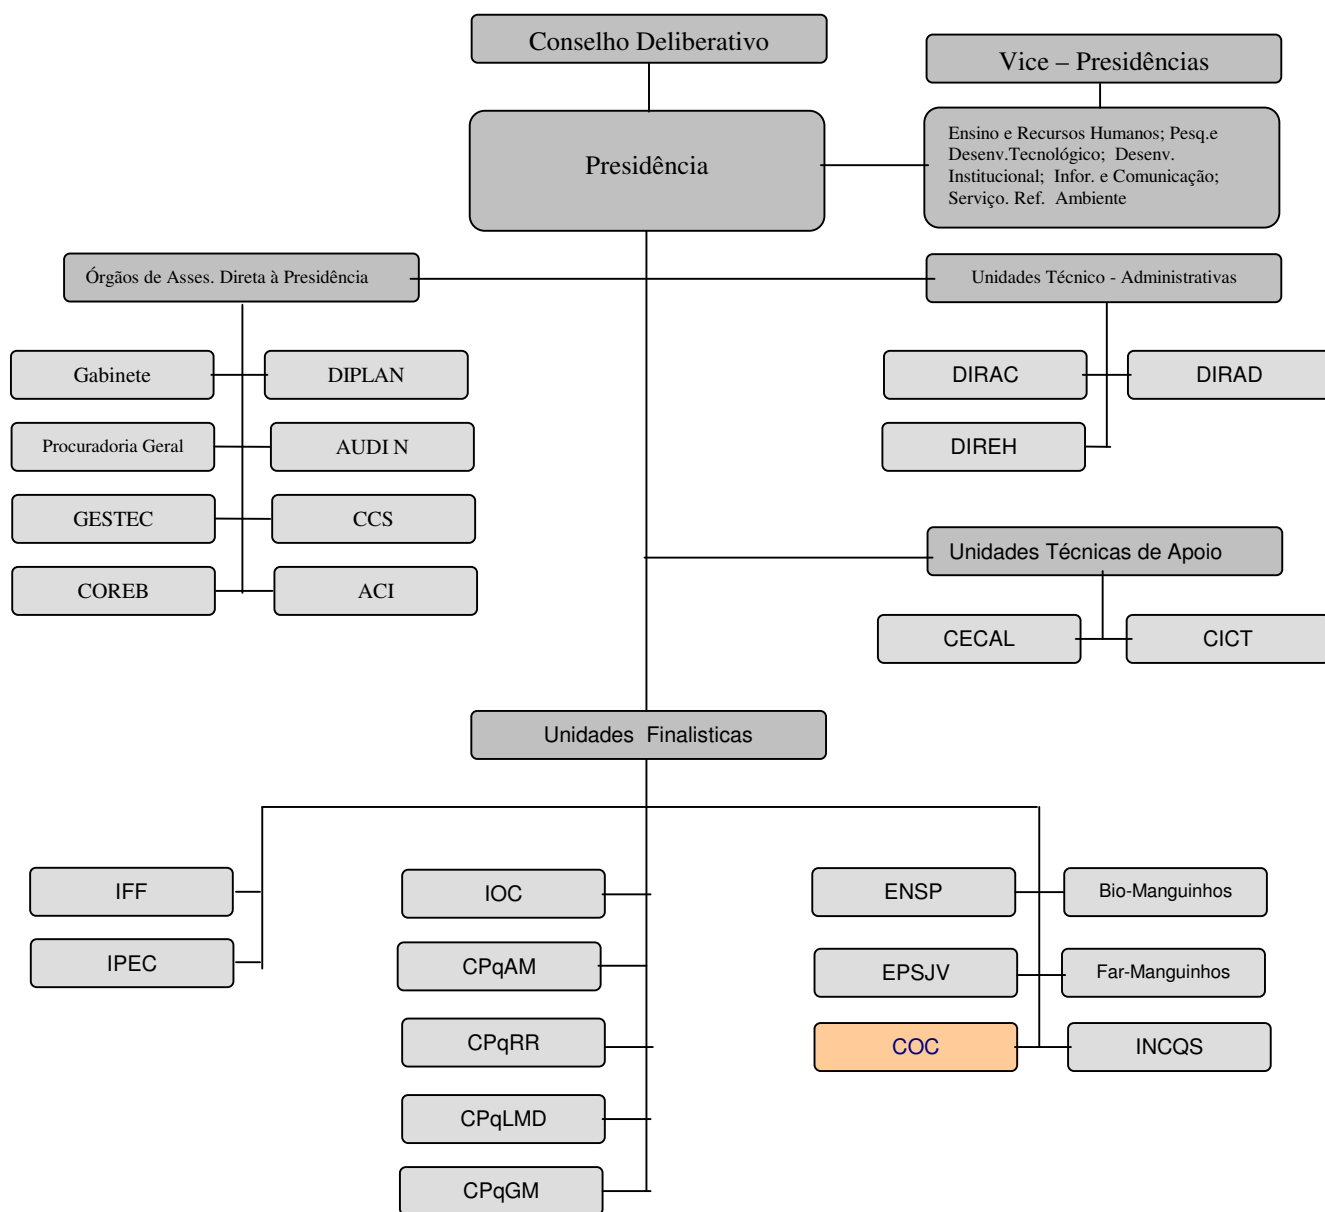 Conselho Deliberativo
Vice – Presidências
Presidência
Ensino e Recursos Humanos; Pesq.e
Desenv.Tecnológico; Desenv.
Institucional; Infor. e Comunicação;
Serviço. Ref. Ambiente
Órgãos de Asses. Direta à Presidência
Unidades Técnico - Administrativas
Gabinete
DIPLAN
DIRAC
DIRAD
Procuradoria Geral
AUDI N
DIREH
GESTEC
CCS
Unidades Técnicas de Apoio
COREB
ACI
CECAL
CICT
Unidades Finalisticas
IFF
IOC
ENSP
Bio-Manguinhos
IPEC
CPqAM
EPSJV
Far-Manguinhos
CPqRR
COC
INCQS
CPqLMD
CPqGM